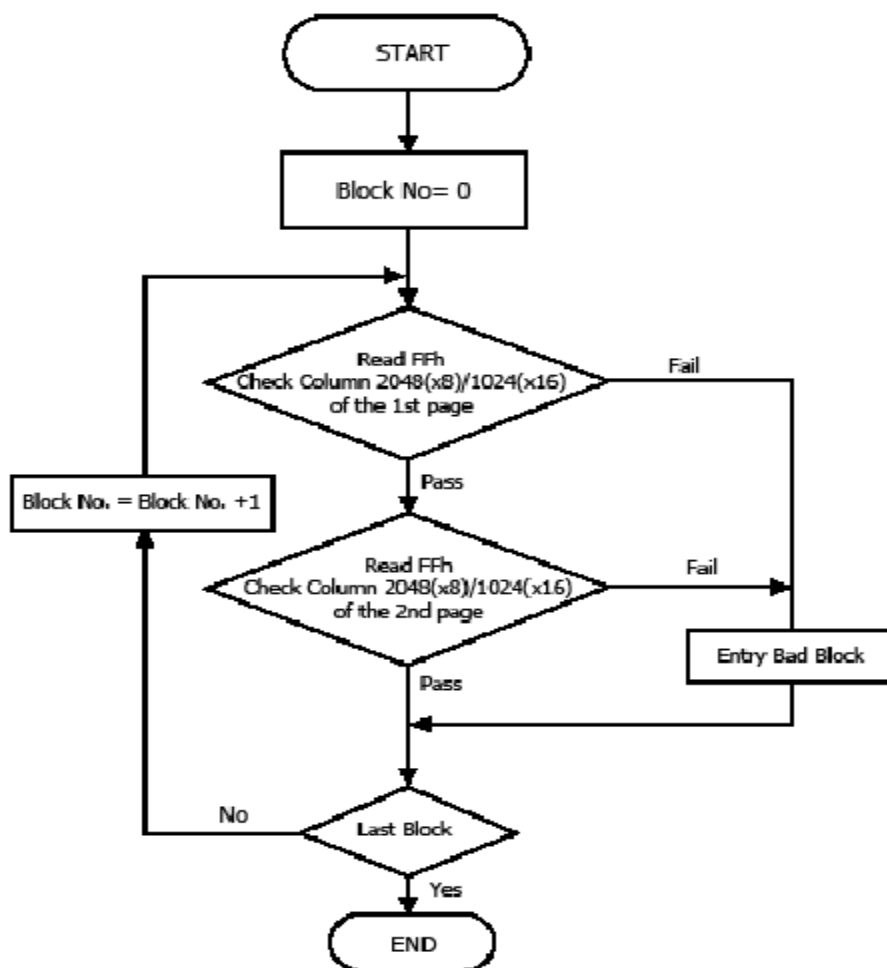 START
Block No= 0
Read FFh
Check Column 2048(x8)/1024(x16)
of the 1st page
Fail
Pass
Block No. = Block No. +1
Read FFh
Check Column 2048(x8)/1024(x16)
of the 2nd page
Fail
Entry Bad Block
Pass
No
Last Block
Yes
END